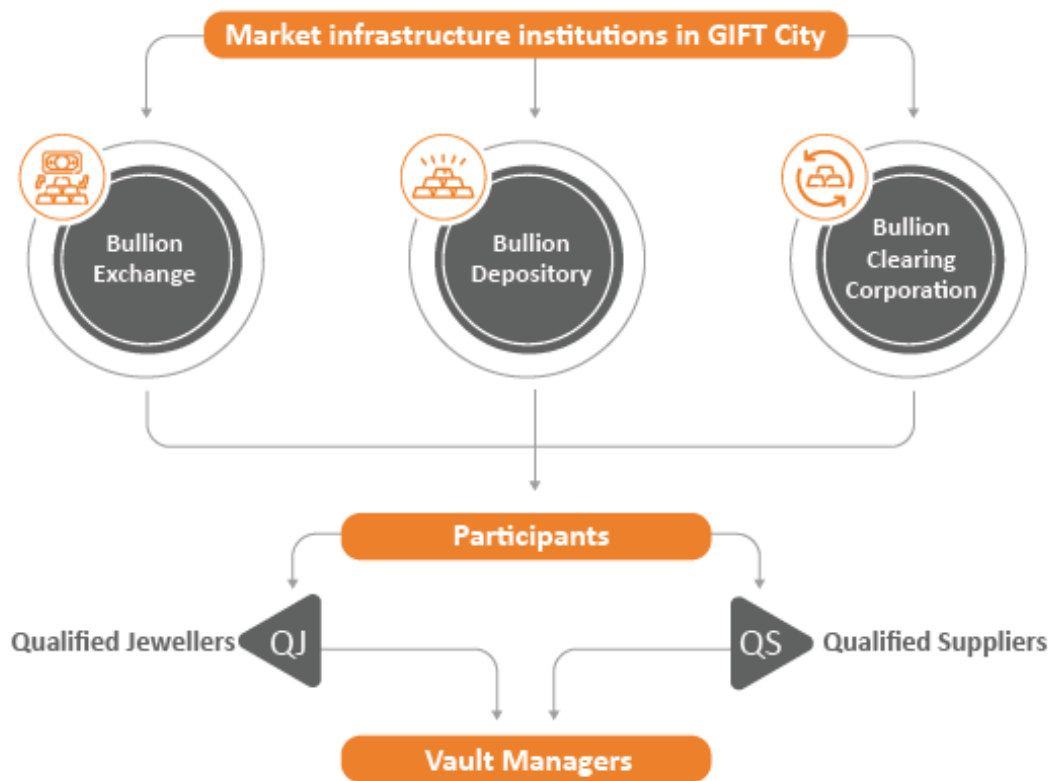 Market infrastructure institutions in GIFT City
Bullion
Exchange
Bullion
Depository
Bullion
Clearing
Corporation
Participants
Qualified Jewellers
QJ
QS
Qualified Suppliers
Vault Managers